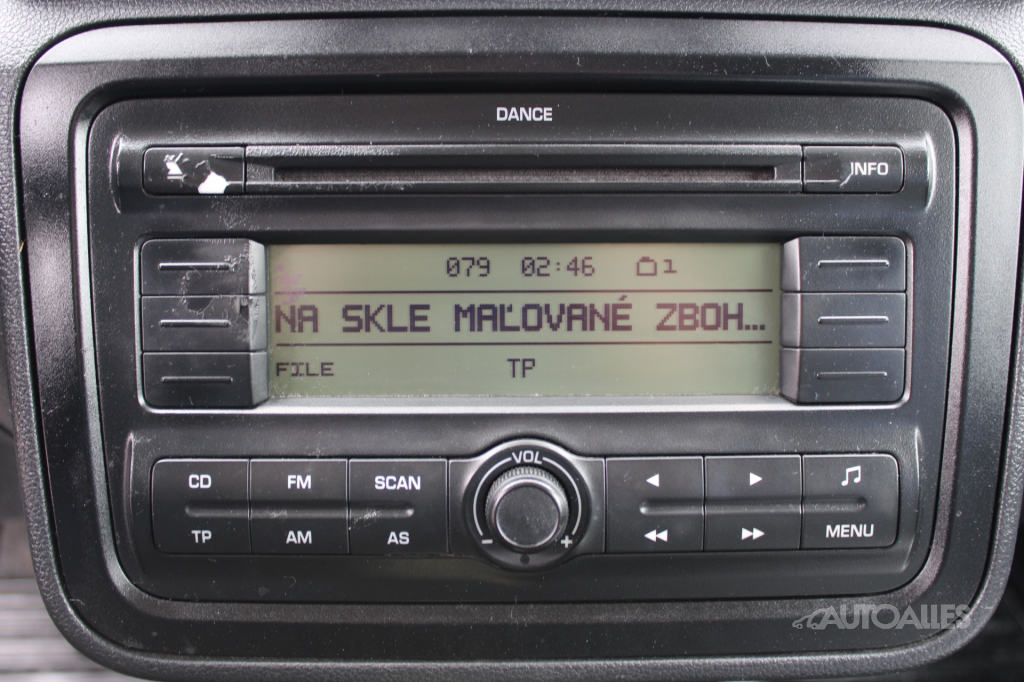 DANCE
INFO
079 02:46 1
NA SKLE MAĽOVANÉ ZBOH...
FILE TP
VOL
CD FM SCAN
TP AM AS
- +
MENU
AUTOALLES